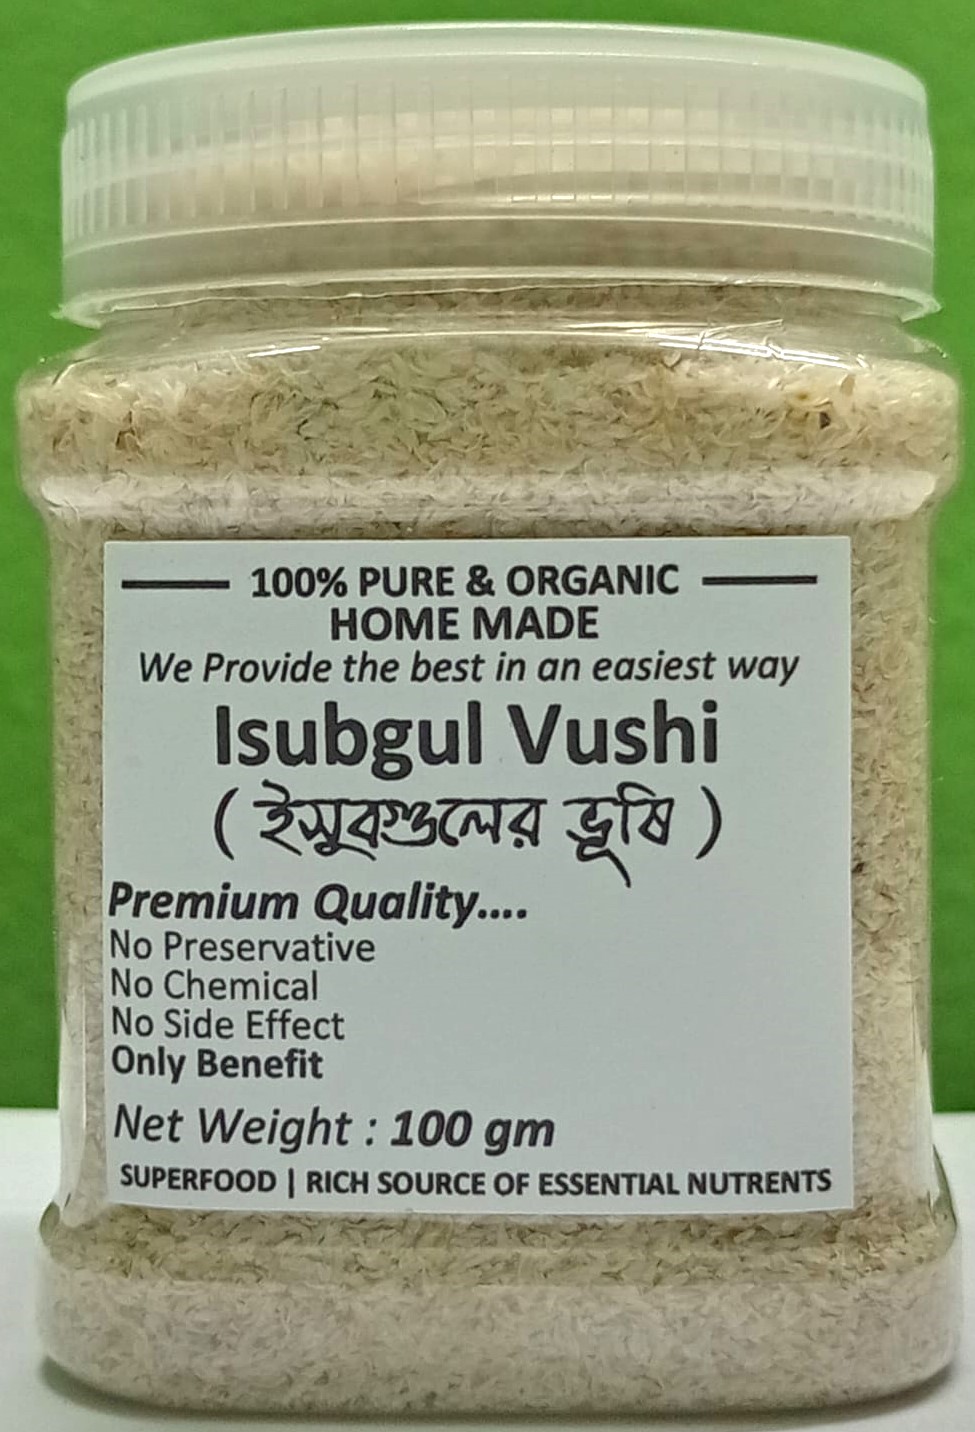 100% PURE & ORGANIC
HOME MADE
We Provide the best in an easiest way
Isubgul Vushi
( ইসুবগুলের ভূষি )
Premium Quality....
No Preservative
No Chemical
No Side Effect
Only Benefit
Net Weight : 100 gm
SUPERFOOD | RICH SOURCE OF ESSENTIAL NUTRENTS